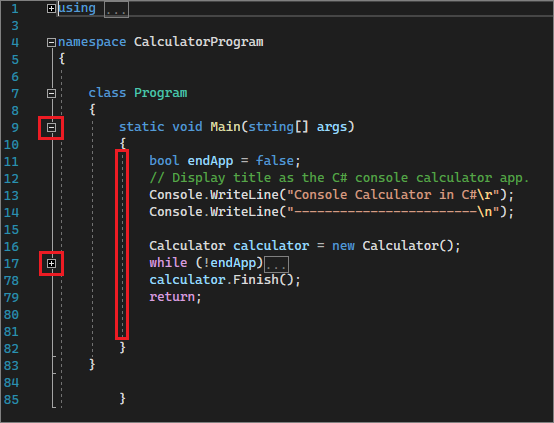 1 using ...
3
4 namespace CalculatorProgram
5 {
6
7 class Program
8 {
9 static void Main(string[] args)
10 {
11 bool endApp = false;
12 // Display title as the C# console calculator app.
13 Console.WriteLine("Console Calculator in C#\r");
14 Console.WriteLine("------------------------\n");
15
16 Calculator calculator = new Calculator();
17 while (!endApp)...
78 calculator.Finish();
79 return;
80
81
82 }
83 }
84
85 }